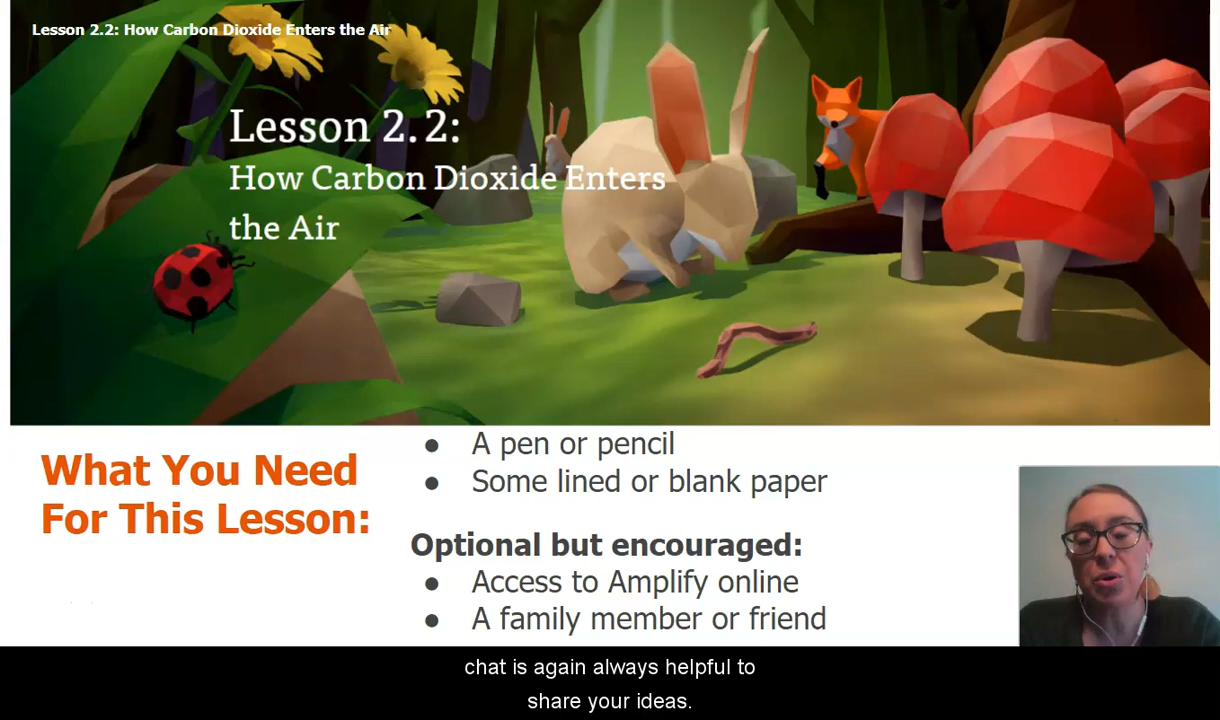 Lesson 2.2: How Carbon Dioxide Enters the Air
Lesson 2.2:
How Carbon Dioxide Enters
the Air
What You Need
For This Lesson:
● A pen or pencil
● Some lined or blank paper
Optional but encouraged:
● Access to Amplify online
● A family member or friend
chat is again always helpful to
share your ideas.